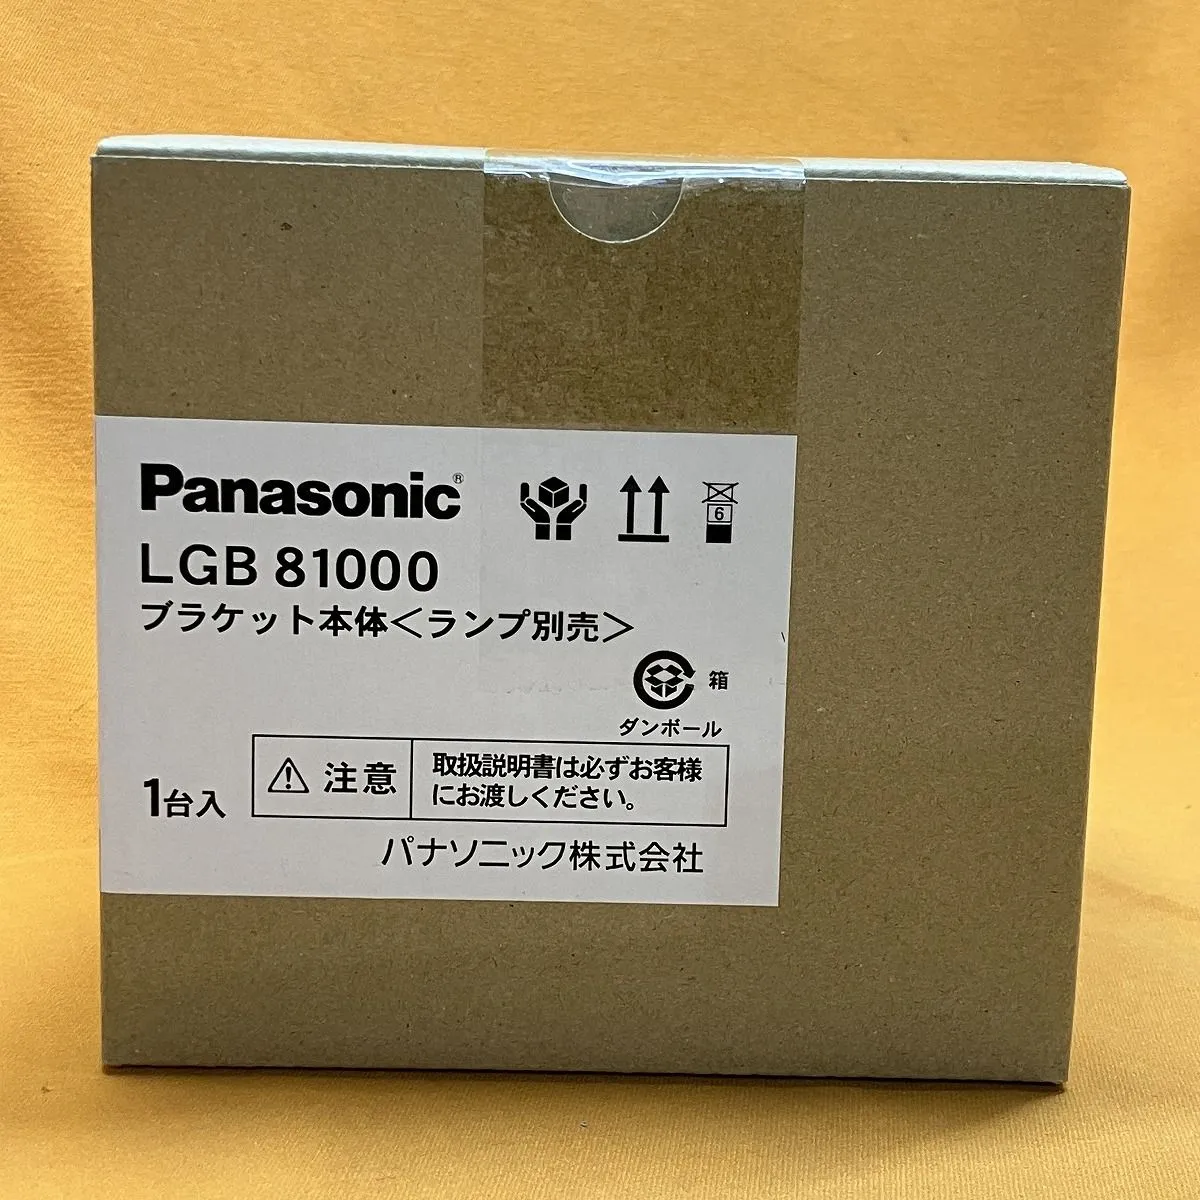 Panasonic®
LGB 81000
ブラケット本体<ランプ別売>
6
箱
ダンボール
1台入
注意
取扱説明書は必ずお客様
にお渡しください。
パナソニック株式会社